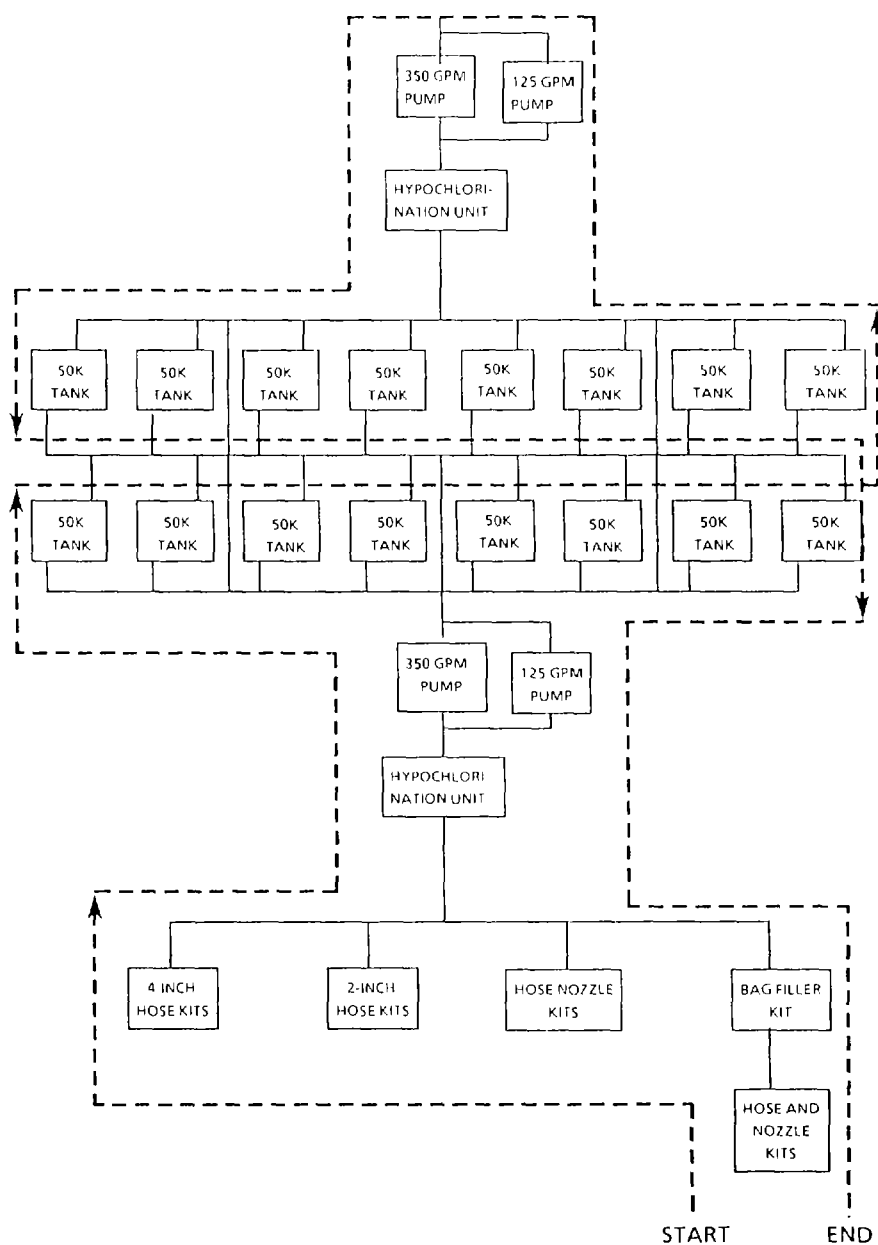 350 GPM
PUMP
125 GPM
PUMP
HYPOCHLORI-
NATION UNIT
50K
TANK
50K
TANK
50K
TANK
50K
TANK
50K
TANK
50K
TANK
50K
TANK
50K
TANK
50K
TANK
50K
TANK
50K
TANK
50K
TANK
50K
TANK
50K
TANK
50K
TANK
50K
TANK
350 GPM
PUMP
125 GPM
PUMP
HYPOCHLORI
NATION UNIT
4 INCH
HOSE KITS
2-INCH
HOSE KITS
HOSE NOZZLE
KITS
BAG FILLER
KIT
HOSE AND
NOZZLE
KITS
START
END